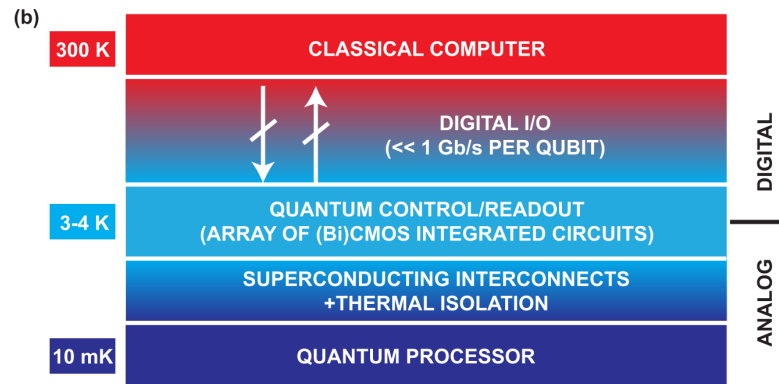 (b)
300 K
CLASSICAL COMPUTER
DIGITAL I/O
(<< 1 Gb/s PER QUBIT)
DIGITAL
3-4 K
QUANTUM CONTROL/READOUT
(ARRAY OF (Bi)CMOS INTEGRATED CIRCUITS)
SUPERCONDUCTING INTERCONNECTS
+THERMAL ISOLATION
ANALOG
10 mK
QUANTUM PROCESSOR